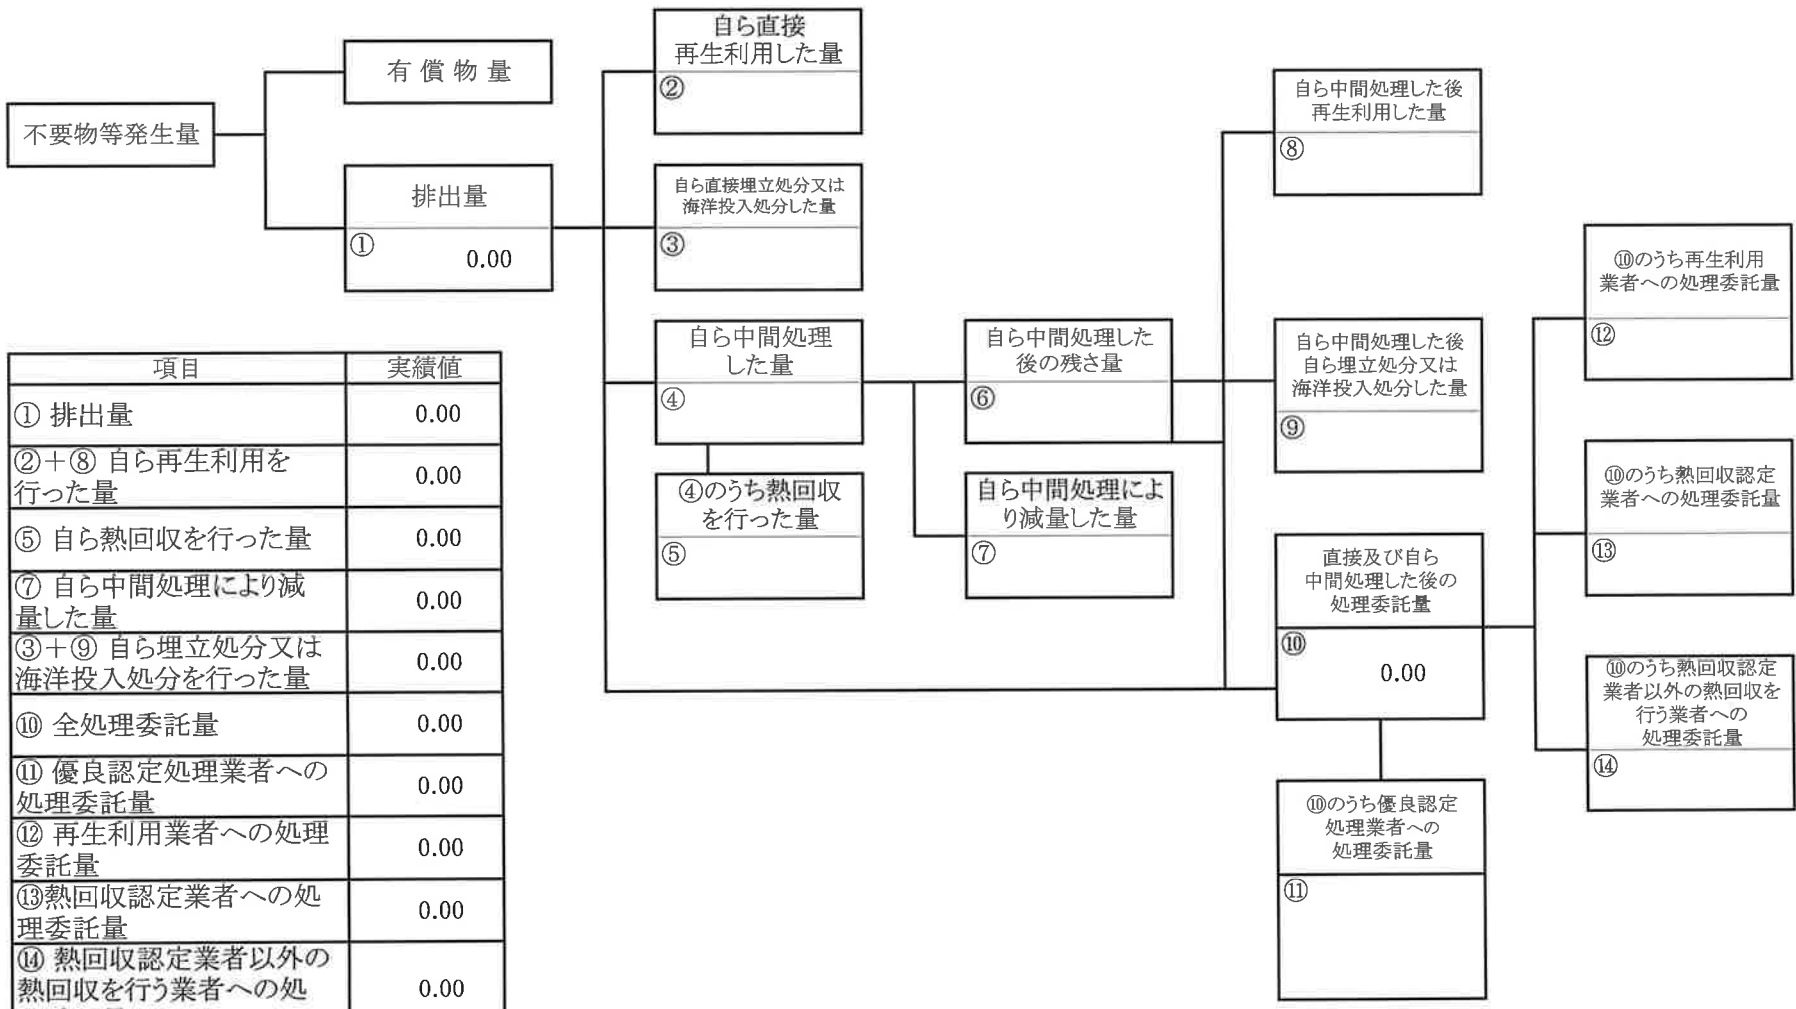 不要物等発生量
有償物量
排出量
①
0.00
自ら直接
再生利用した量
②
自ら直接埋立処分又は
海洋投入処分した量
③
自ら中間処理
した量
④
④のうち熱回収
を行った量
⑤
自ら中間処理した
後の残さ量
⑥
自ら中間処理によ
り減量した量
⑦
自ら中間処理した後
再生利用した量
⑧
自ら中間処理した後
自ら埋立処分又は
海洋投入処分した量
⑨
直接及び自ら
中間処理した後の
処理委託量
⑩
0.00
⑩のうち優良認定
処理業者への
処理委託量
⑪
⑩のうち再生利用
業者への処理委託量
⑫
⑩のうち熱回収認定
業者への処理委託量
⑬
⑩のうち熱回収認定
業者以外の熱回収を
行う業者への
処理委託量
⑭
項目 実績値
① 排出量 0.00
②+⑧ 自ら再生利用を
行った量 0.00
⑤ 自ら熱回収を行った量 0.00
⑦ 自ら中間処理により減
量した量 0.00
③+⑨ 自ら埋立処分又は
海洋投入処分を行った量 0.00
⑩ 全処理委託量 0.00
⑪ 優良認定処理業者への
処理委託量 0.00
⑫ 再生利用業者への処理
委託量 0.00
⑬熱回収認定業者への処
理委託量 0.00
⑭ 熱回収認定業者以外の
熱回収を行う業者への処 0.00